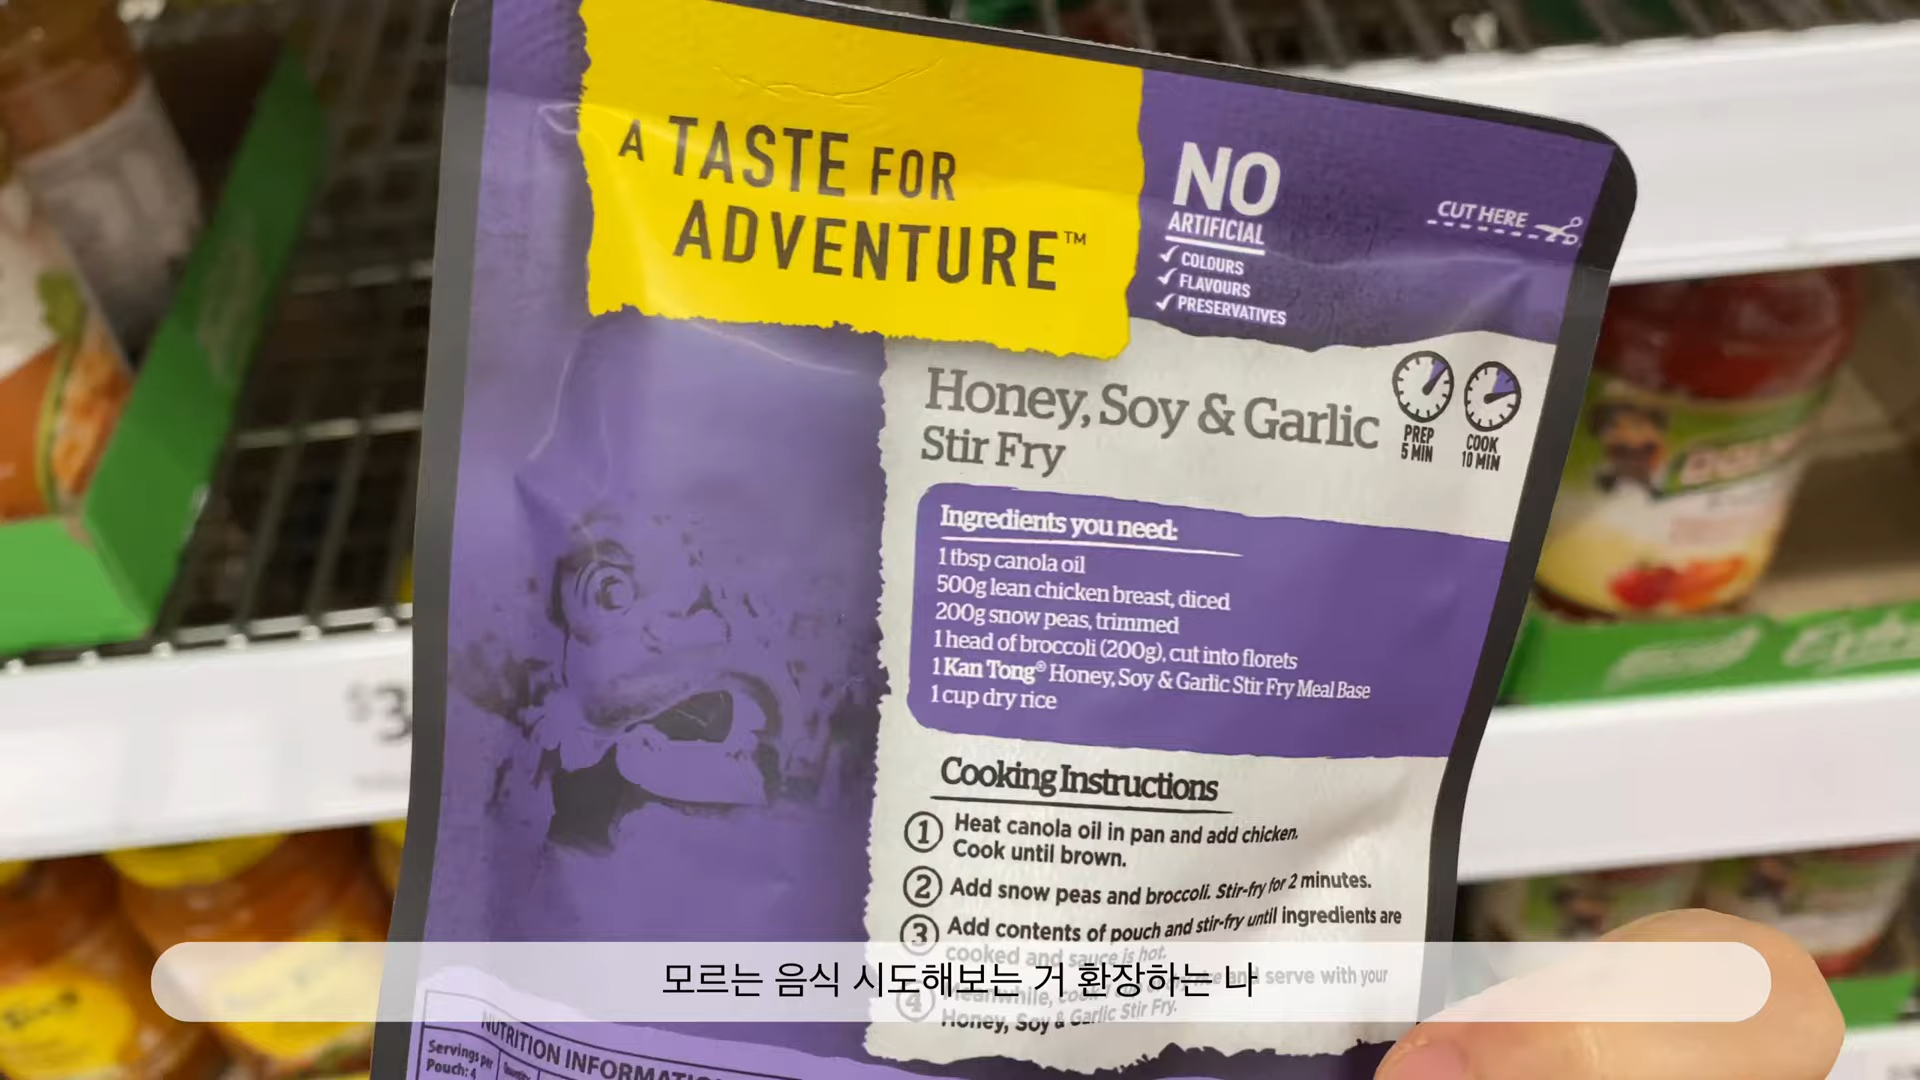 A TASTE FOR
ADVENTURE™
NO
ARTIFICIAL
✓ COLOURS
✓ FLAVOURS
✓ PRESERVATIVES
CUT HERE
Honey, Soy & Garlic
Stir Fry
PREP
5 MIN
COOK
10 MIN
Ingredients you need:
1 tbsp canola oil
500g lean chicken breast, diced
200g snow peas, trimmed
1 head of broccoli (200g), cut into florets
1 Kan Tong® Honey, Soy & Garlic Stir Fry Meal Base
1 cup dry rice
Cooking Instructions
1 Heat canola oil in pan and add chicken.
Cook until brown.
2 Add snow peas and broccoli. Stir-fry for 2 minutes.
3 Add contents of pouch and stir-fry until ingredients are
cooked and sauce is hot.
4 Meanwhile, cook and serve with your
Honey, Soy & Garlic Stir Fry.
모르는 음식 시도해보는 거 환장하는 나
NUTRITION
Servings per
Pouch: 4
$3